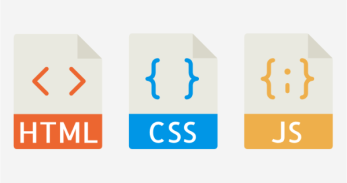 < >
{ }
{ ; }
HTML
CSS
JS